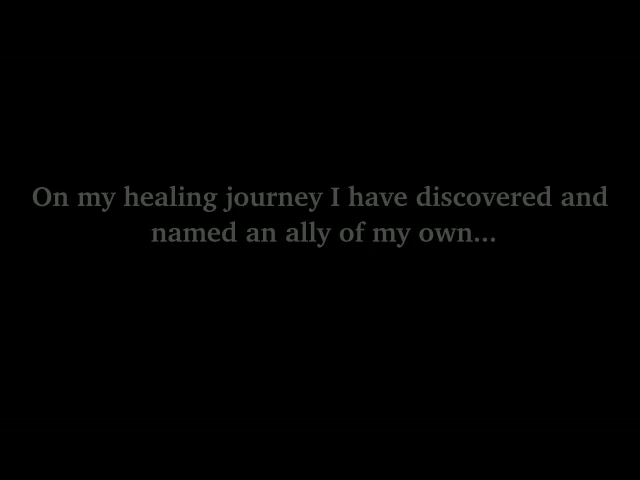 On my healing journey I have discovered and
named an ally of my own...